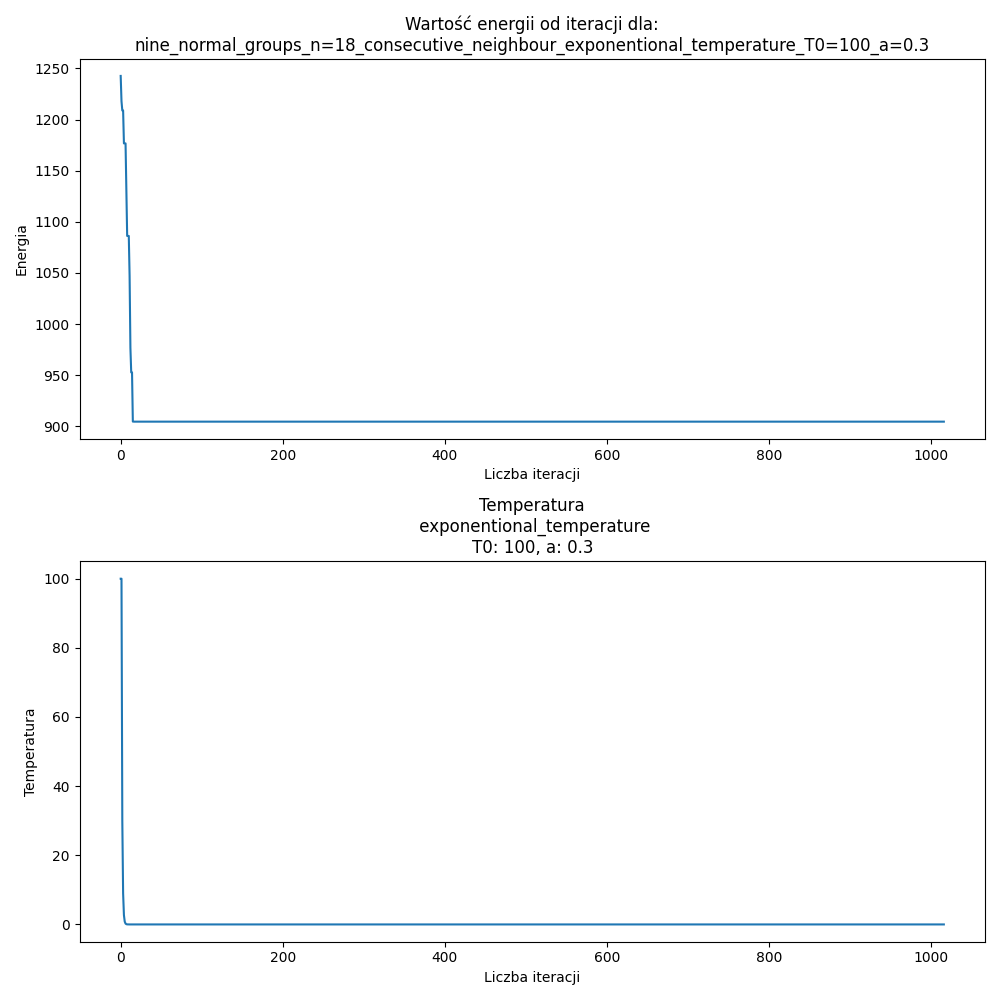 Wartość energii od iteracji dla:
nine_normal_groups_n=18_consecutive_neighbour_exponentional_temperature_T0=100_a=0.3
1250
1200
1150
1100
1050
1000
950
900
Energia
0 200 400 600 800 1000
Liczba iteracji
Temperatura
exponentional_temperature
T0: 100, a: 0.3
100
80
60
40
20
0
Temperatura
0 200 400 600 800 1000
Liczba iteracji